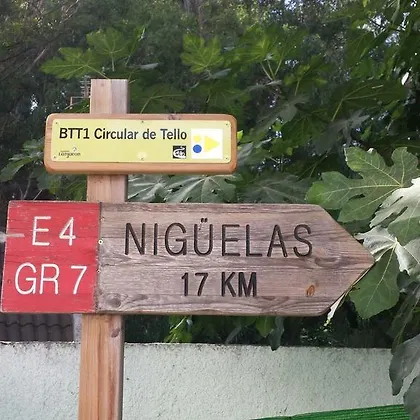 BTT1 Circular de Tello
E 4
GR 7
NIGÜELAS
17 KM